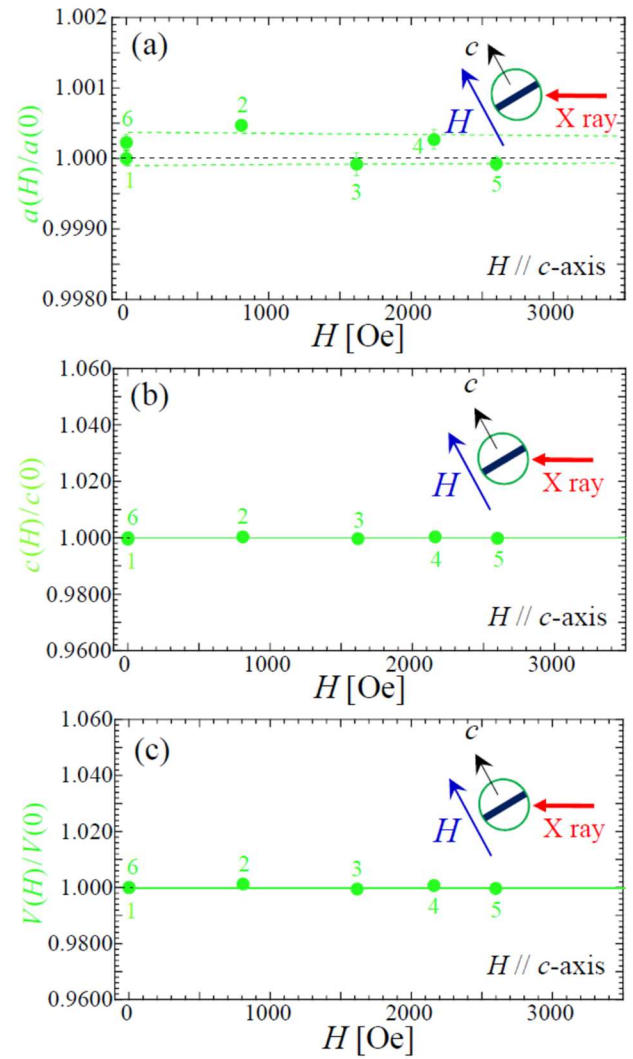 (a)
1.002
1.001
1.000
0.9990
0.9980
a(H)/a(0)
6
1
2
3
4
5
c
H
X ray
H // c-axis
0
1000
2000
3000
H [Oe]
(b)
1.060
1.040
1.020
1.000
0.9800
0.9600
c(H)/c(0)
6
1
2
3
4
5
c
H
X ray
H // c-axis
0
1000
2000
3000
H [Oe]
(c)
1.060
1.040
1.020
1.000
0.9800
0.9600
V(H)/V(0)
6
1
2
3
4
5
c
H
X ray
H // c-axis
0
1000
2000
3000
H [Oe]